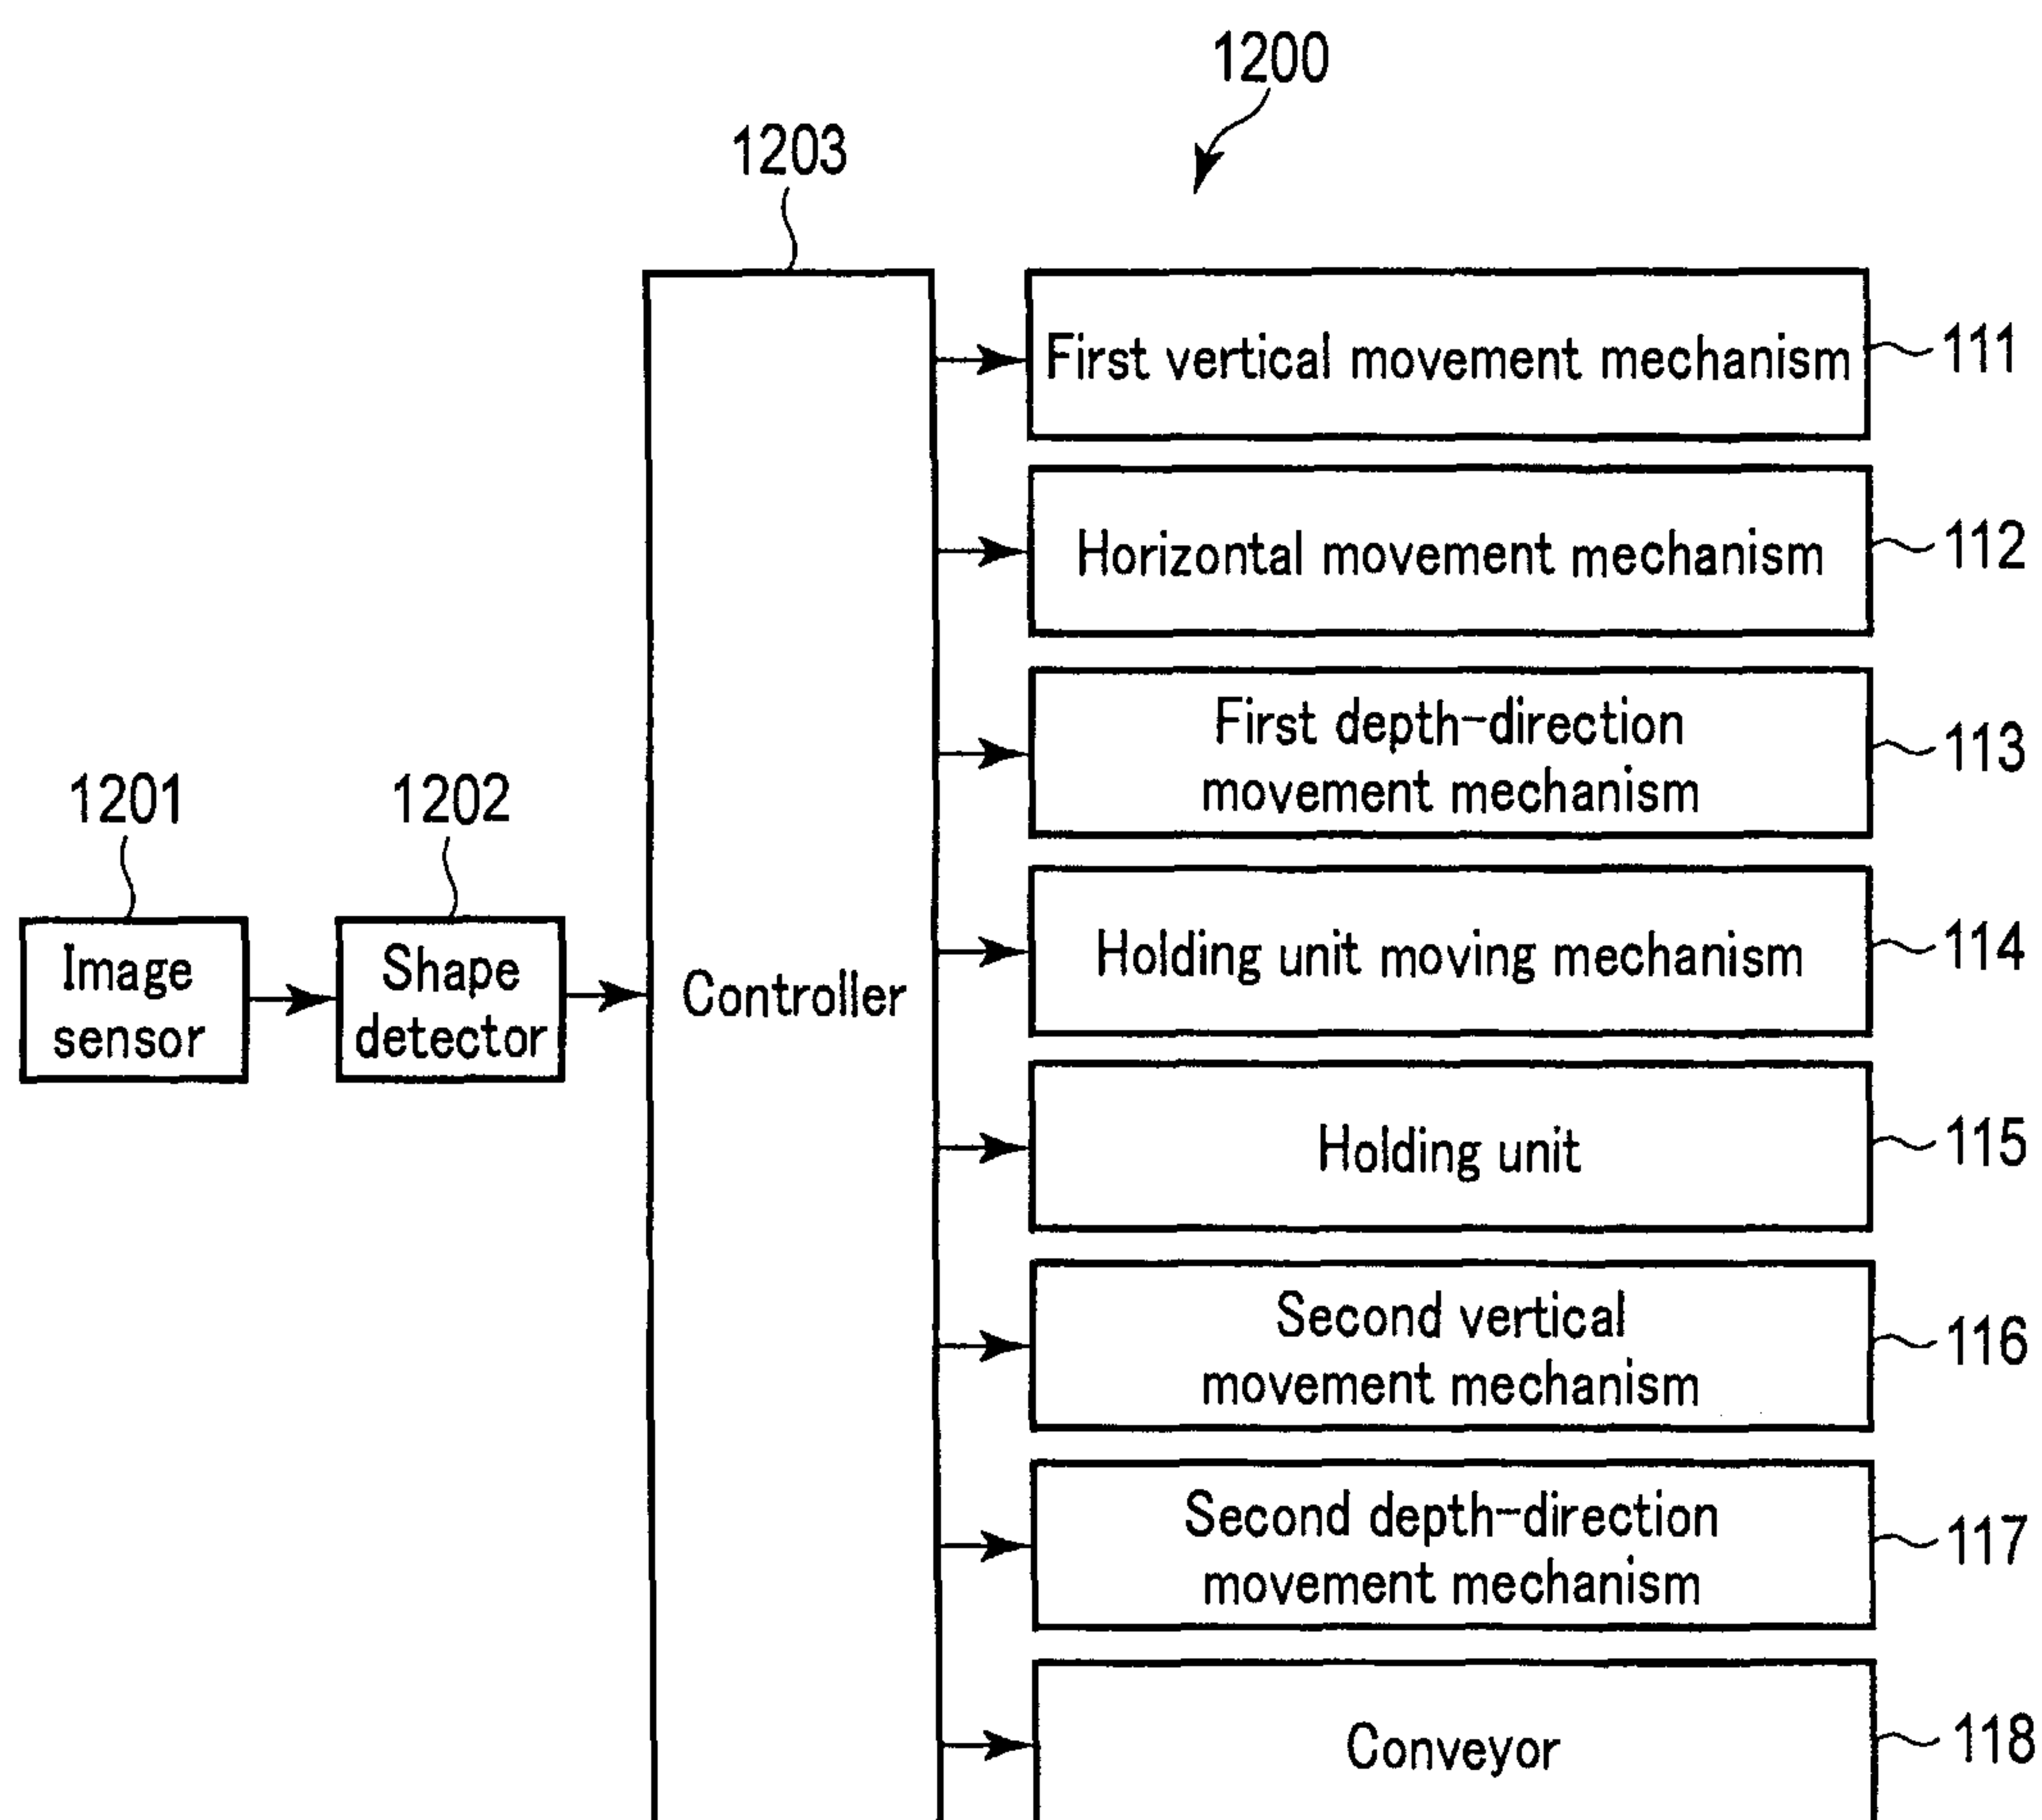 1200
1203
First vertical movement mechanism
111
Horizontal movement mechanism
112
First depth-direction
movement mechanism
113
1201
1202
Image
sensor
Shape
detector
Controller
Holding unit moving mechanism
114
Holding unit
115
Second vertical
movement mechanism
116
Second depth-direction
movement mechanism
117
Conveyor
118